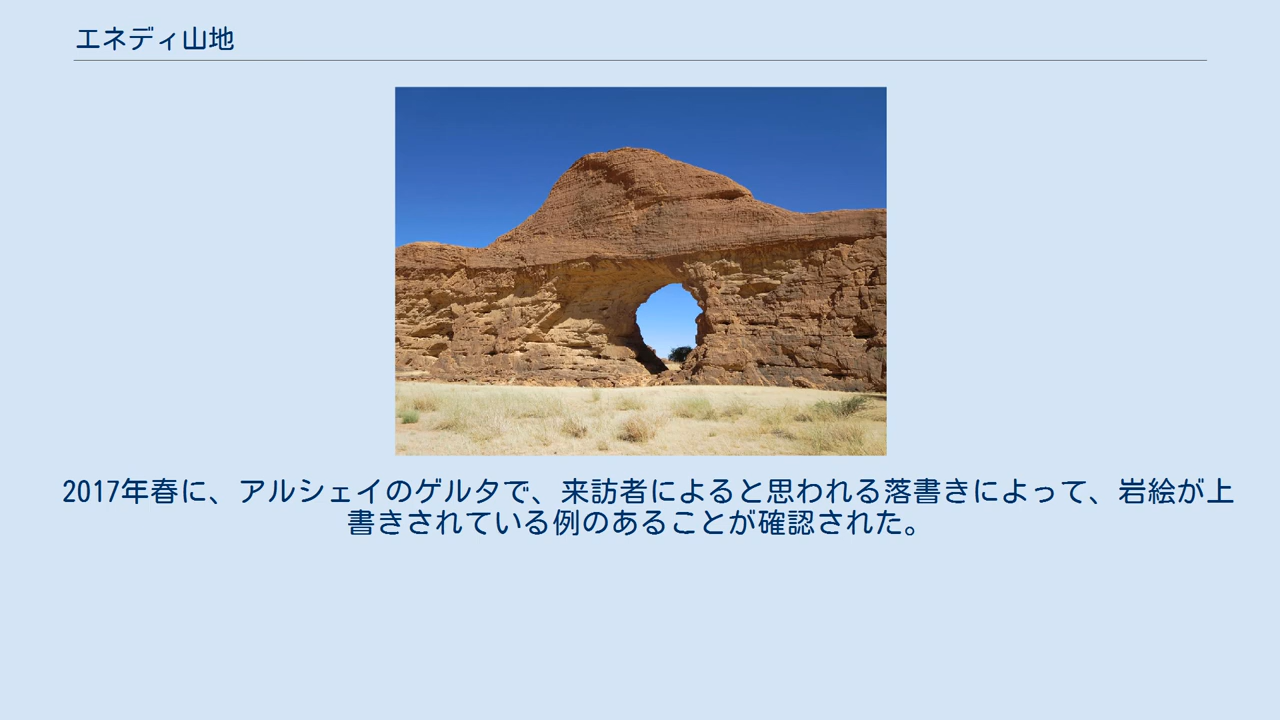 エネディ山地
2017年春に、アルシェイのゲルタで、来訪者によると思われる落書きによって、岩絵が上
書きされている例のあることが確認された。